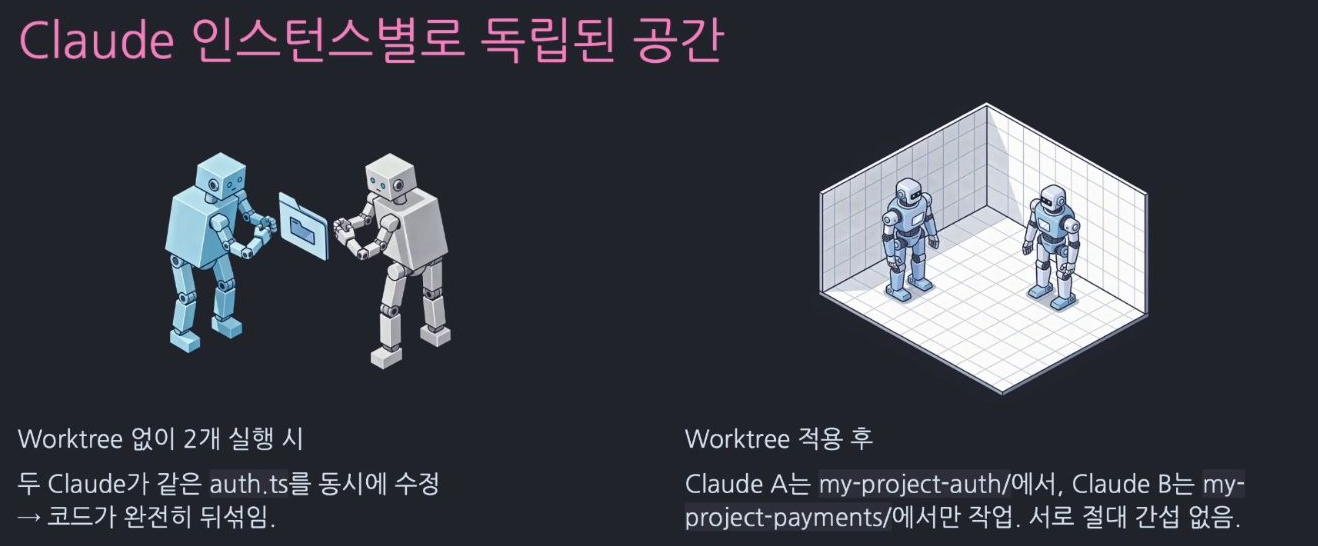 Claude 인스턴스별로 독립된 공간
Worktree 없이 2개 실행 시
두 Claude가 같은 auth.ts를 동시에 수정
→ 코드가 완전히 뒤섞임.
Worktree 적용 후
Claude A는 my-project-auth/에서, Claude B는 my-
project-payments/에서만 작업. 서로 절대 간섭 없음.